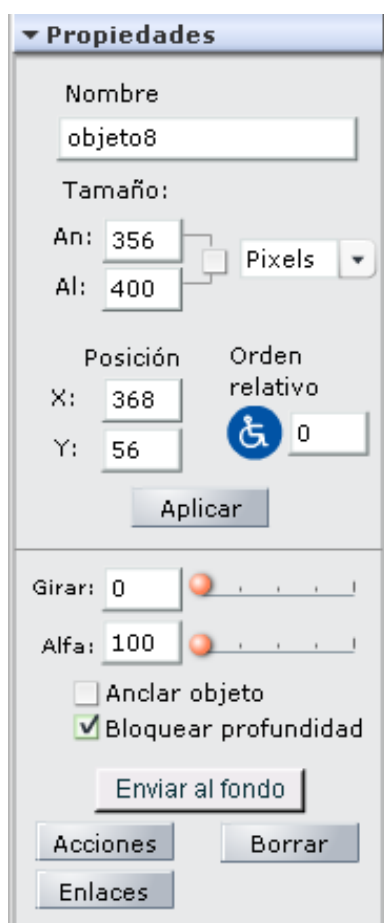 Propiedades
Nombre
objeto8
Tamaño:
An: 356
Pixels
Al: 400
Posición
Orden relativo
X: 368
0
Y: 56
Aplicar
Girar: 0
Alfa: 100
Anclar objeto
Bloquear profundidad
Enviar al fondo
Acciones
Borrar
Enlaces